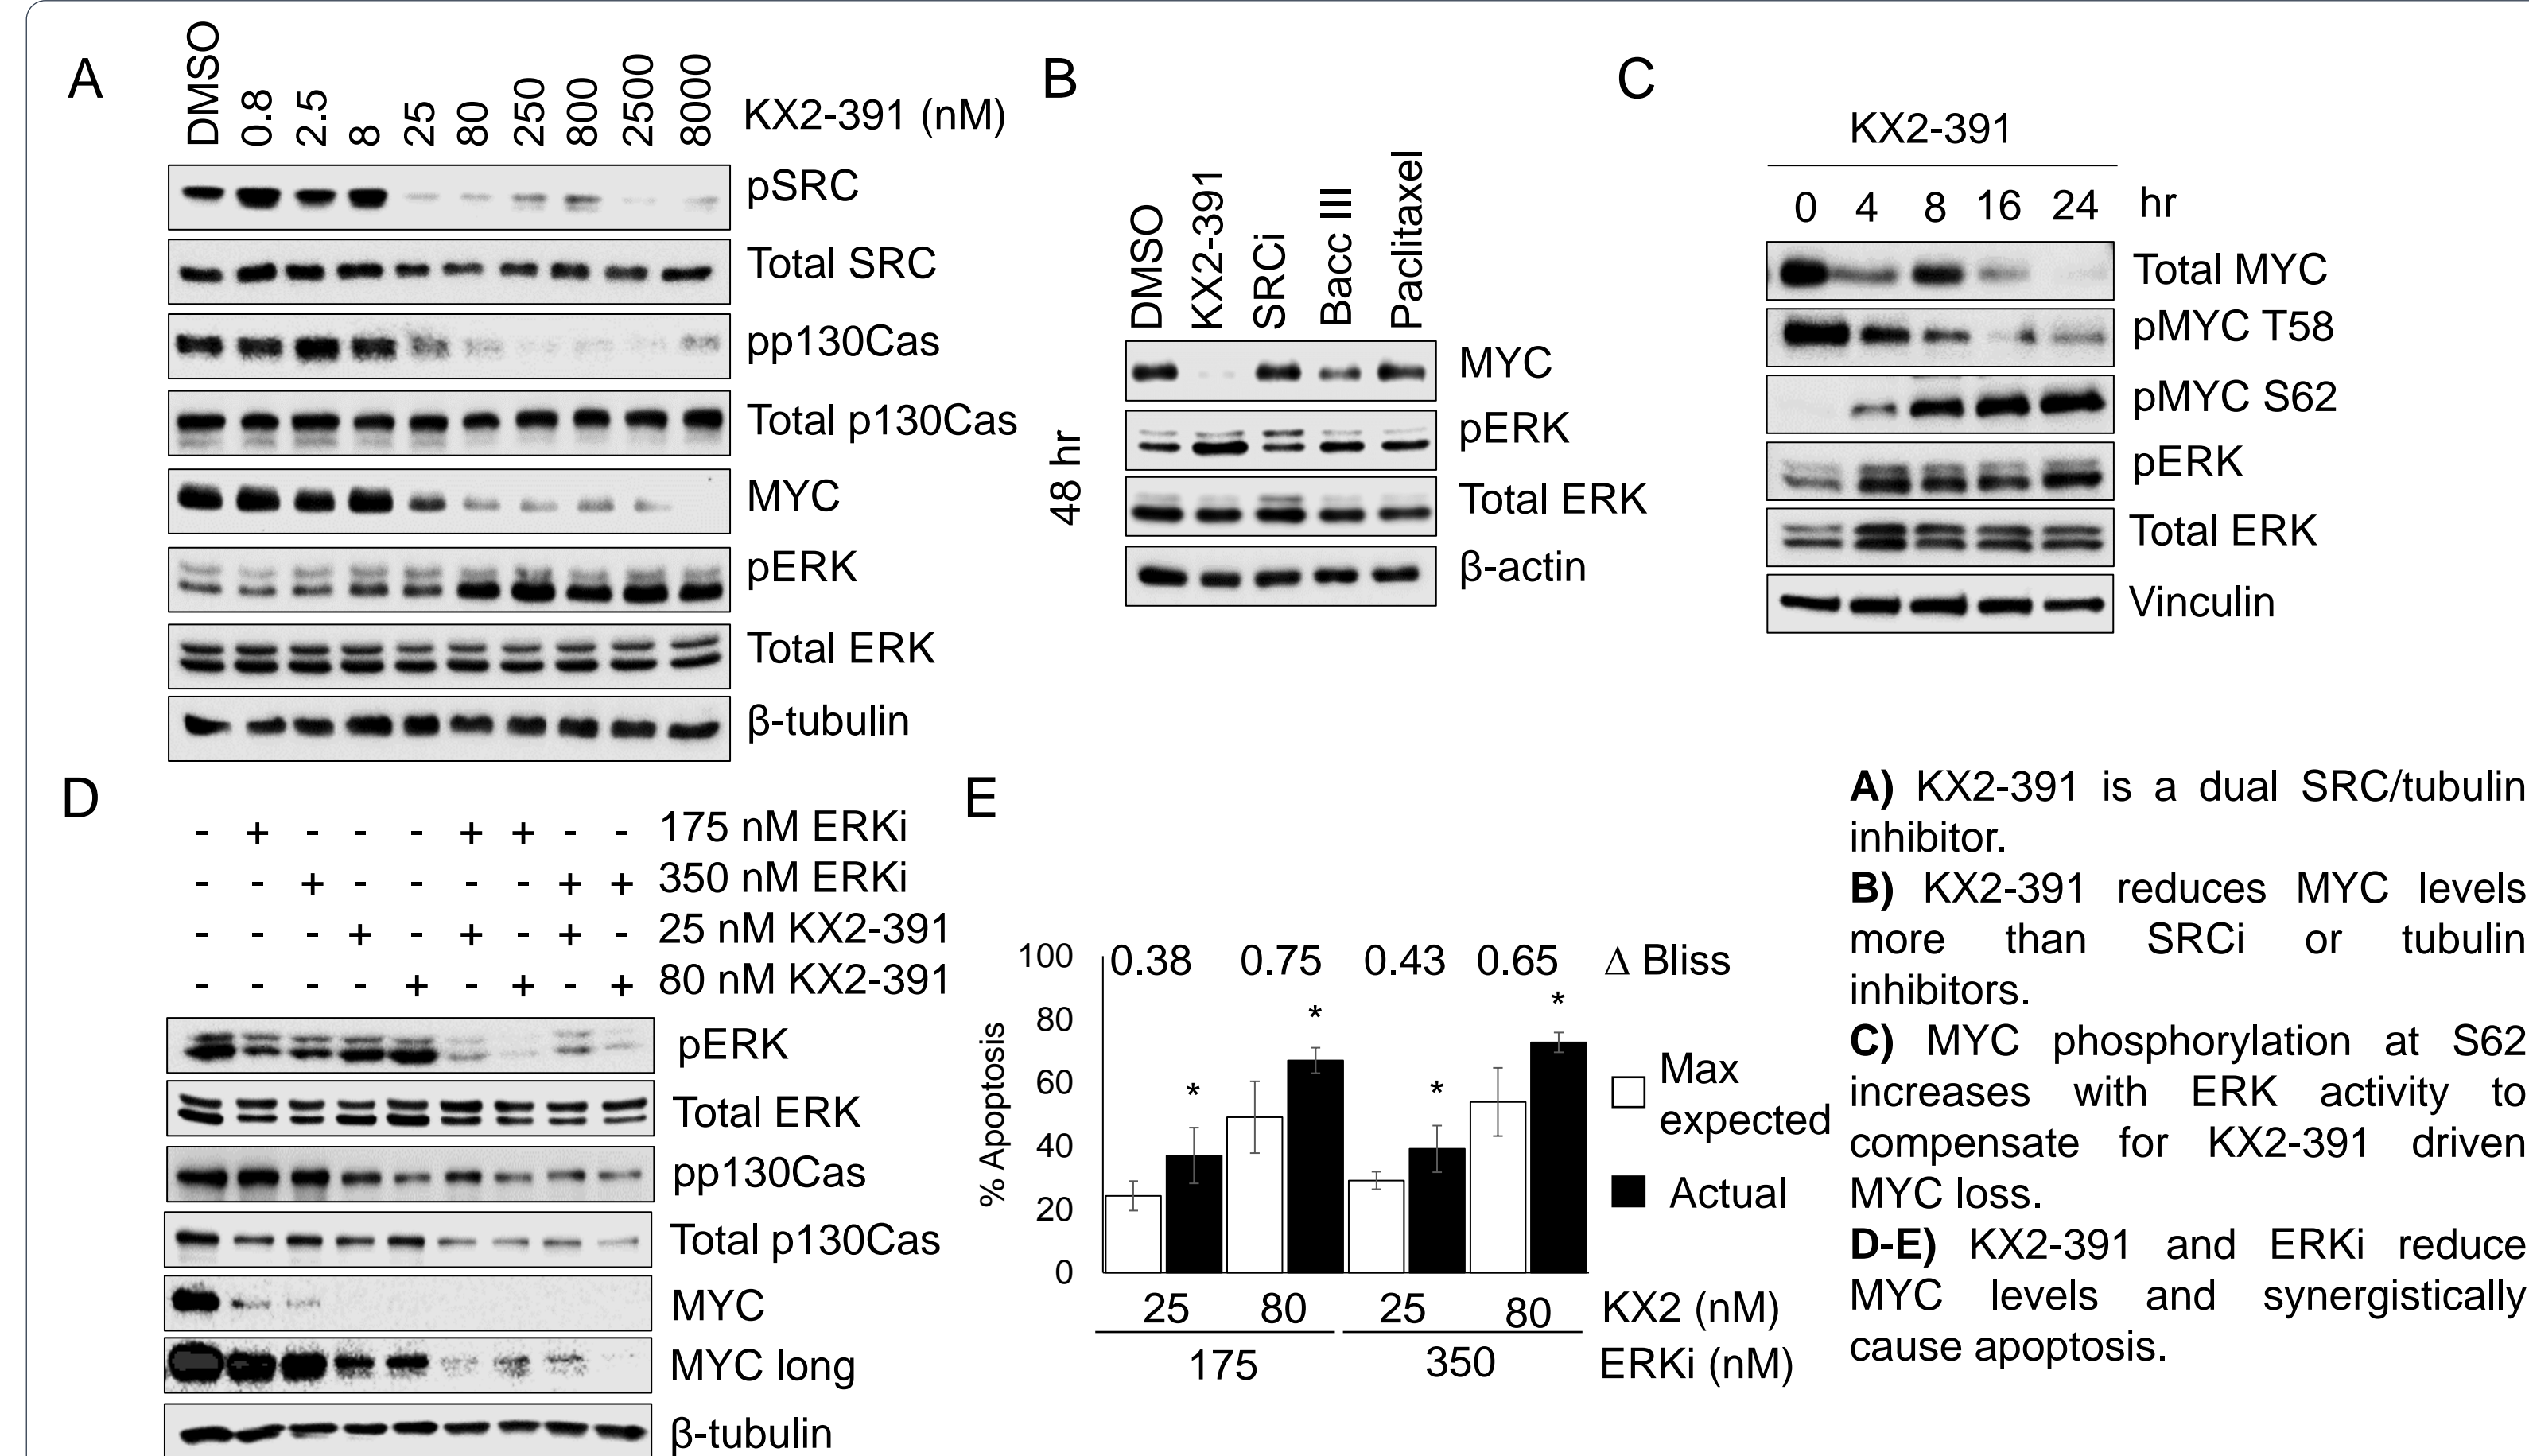 A
DMSO
0.8
2.5
8
25
80
250
800
2500
8000
KX2-391 (nM)
pSRC
Total SRC
pp130Cas
Total p130Cas
MYC
pERK
Total ERK
β-tubulin
B
DMSO
KX2-391
SRCi
Bacc III
Paclitaxel
48 hr
MYC
pERK
Total ERK
β-actin
C
KX2-391
0 4 8 16 24 hr
Total MYC
pMYC T58
pMYC S62
pERK
Total ERK
Vinculin
D
- + - - - + + - - 175 nM ERKi
- - + - - - - + + 350 nM ERKi
- - - + - + - + - 25 nM KX2-391
- - - - + - + - + 80 nM KX2-391
pERK
Total ERK
pp130Cas
Total p130Cas
MYC
MYC long
β-tubulin
E
% Apoptosis
100
80
60
40
20
0
0.38 0.75 0.43 0.65 Δ Bliss
* * * *
Max
expected
Actual
25 80 25 80 KX2 (nM)
175 350 ERKi (nM)
A) KX2-391 is a dual SRC/tubulin
inhibitor.
B) KX2-391 reduces MYC levels
more than SRCi or tubulin
inhibitors.
C) MYC phosphorylation at S62
increases with ERK activity to
compensate for KX2-391 driven
MYC loss.
D-E) KX2-391 and ERKi reduce
MYC levels and synergistically
cause apoptosis.